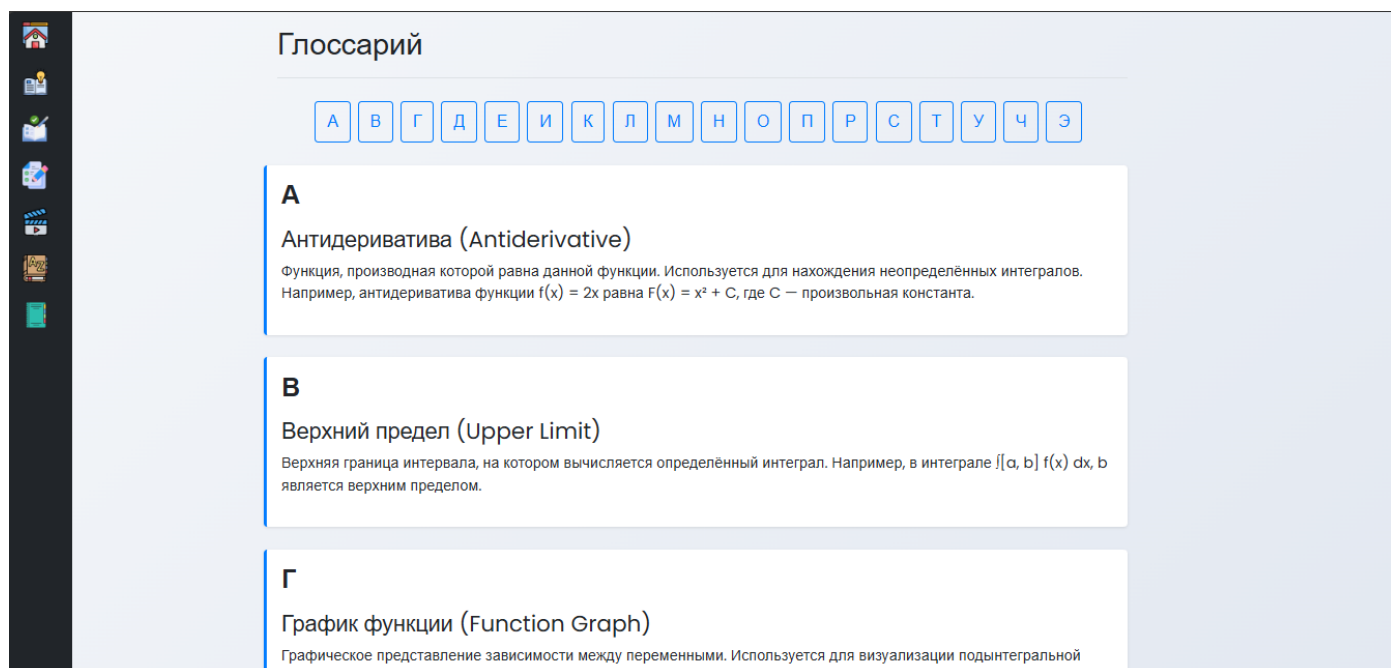 Глоссарий
А В Г Д Е И К Л М Н О П Р С Т У Ч Э
А
Антидериватива (Antiderivative)
Функция, производная которой равна данной функции. Используется для нахождения неопределённых интегралов.
Например, антидериватива функции f(x) = 2x равна F(x) = x² + C, где C — произвольная константа.
В
Верхний предел (Upper Limit)
Верхняя граница интервала, на котором вычисляется определённый интеграл. Например, в интеграле ∫[a, b] f(x) dx, b
является верхним пределом.
Г
График функции (Function Graph)
Графическое представление зависимости между переменными. Используется для визуализации подынтегральной